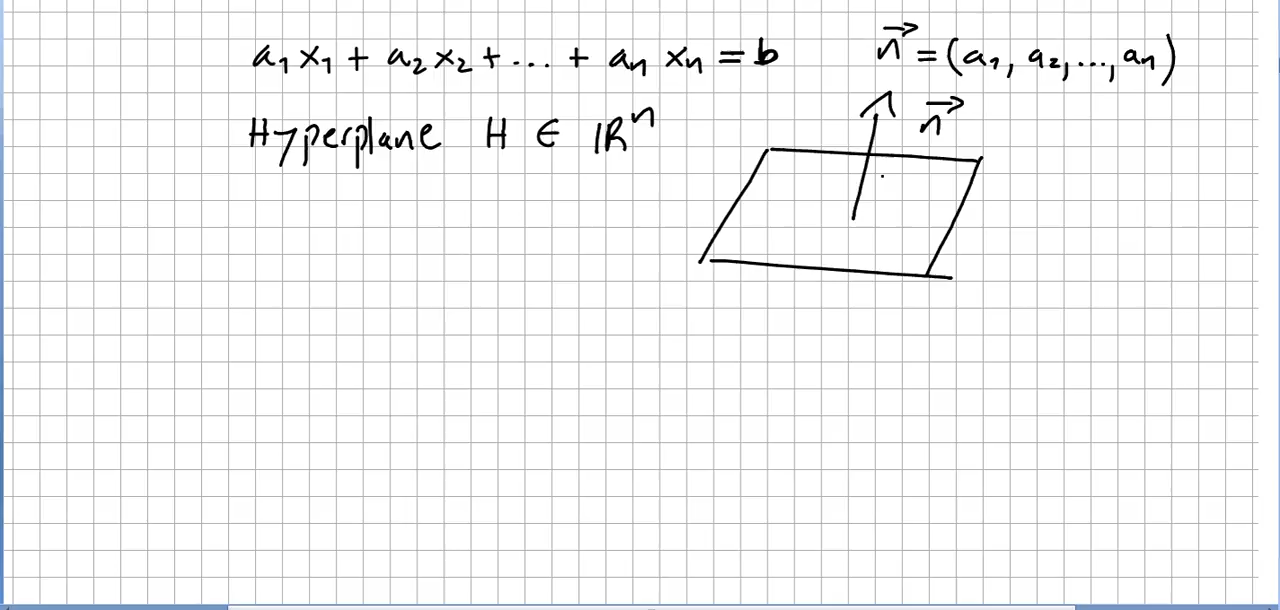 a₁x₁ + a₂x₂ + ... + aₙxₙ = b
n⃗ = (a₁, a₂, ..., aₙ)
Hyperplane H ∈ ℝⁿ
n⃗